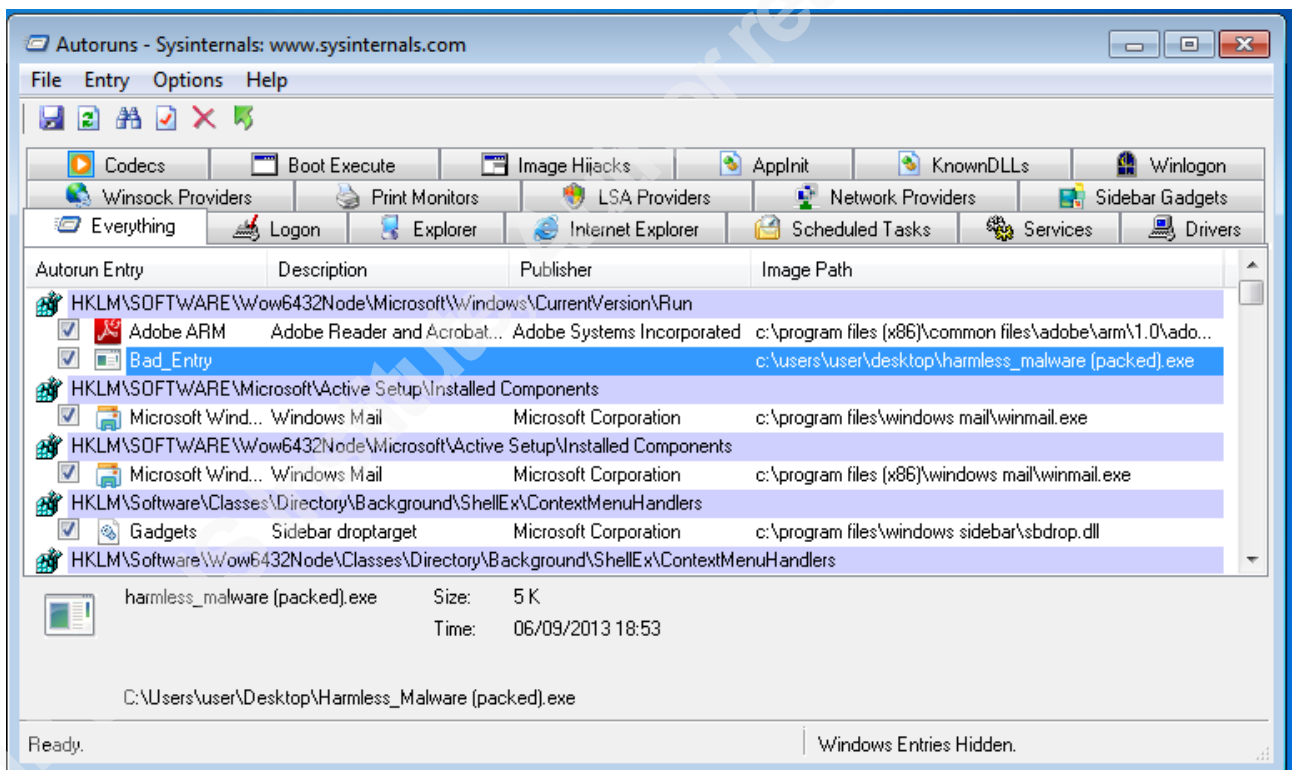 Autoruns - Sysinternals: www.sysinternals.com
File Entry Options Help
Codecs Boot Execute Image Hijacks AppInit KnownDLLs Winlogon
Winsock Providers Print Monitors LSA Providers Network Providers Sidebar Gadgets
Everything Logon Explorer Internet Explorer Scheduled Tasks Services Drivers
Autorun Entry Description Publisher Image Path
HKLM\SOFTWARE\Wow6432Node\Microsoft\Windows\CurrentVersion\Run
Adobe ARM Adobe Reader and Acrobat... Adobe Systems Incorporated c:\program files (x86)\common files\adobe\arm\1.0\ado...
Bad_Entry c:\users\user\desktop\harmless_malware (packed).exe
HKLM\SOFTWARE\Microsoft\Active Setup\Installed Components
Microsoft Wind... Windows Mail Microsoft Corporation c:\program files\windows mail\winmail.exe
HKLM\SOFTWARE\Wow6432Node\Microsoft\Active Setup\Installed Components
Microsoft Wind... Windows Mail Microsoft Corporation c:\program files (x86)\windows mail\winmail.exe
HKLM\Software\Classes\Directory\Background\ShellEx\ContextMenuHandlers
Gadgets Sidebar droptarget Microsoft Corporation c:\program files\windows sidebar\sbdrop.dll
HKLM\Software\Wow6432Node\Classes\Directory\Background\ShellEx\ContextMenuHandlers
harmless_malware (packed).exe Size: 5 K
Time: 06/09/2013 18:53
C:\Users\user\Desktop\Harmless_Malware (packed).exe
Ready. Windows Entries Hidden.